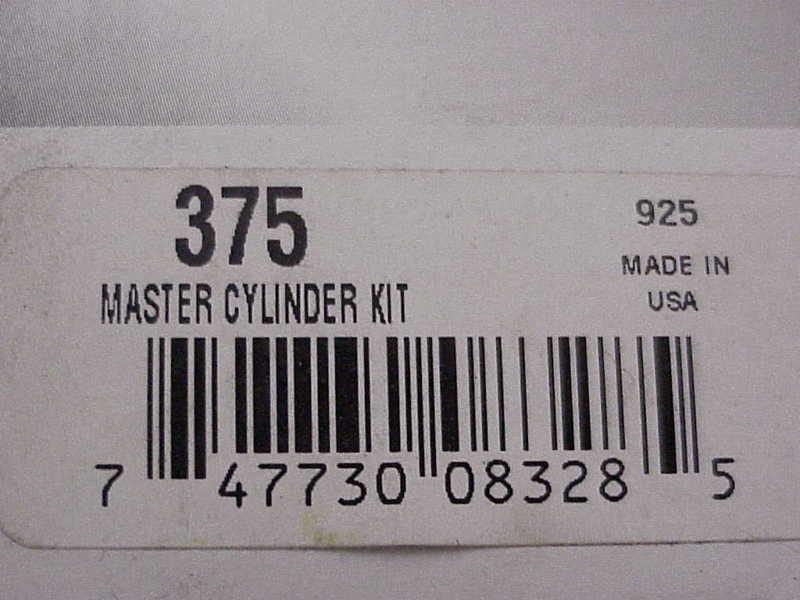 375
925
MADE IN
USA
MASTER CYLINDER KIT
7 47730 08328 5